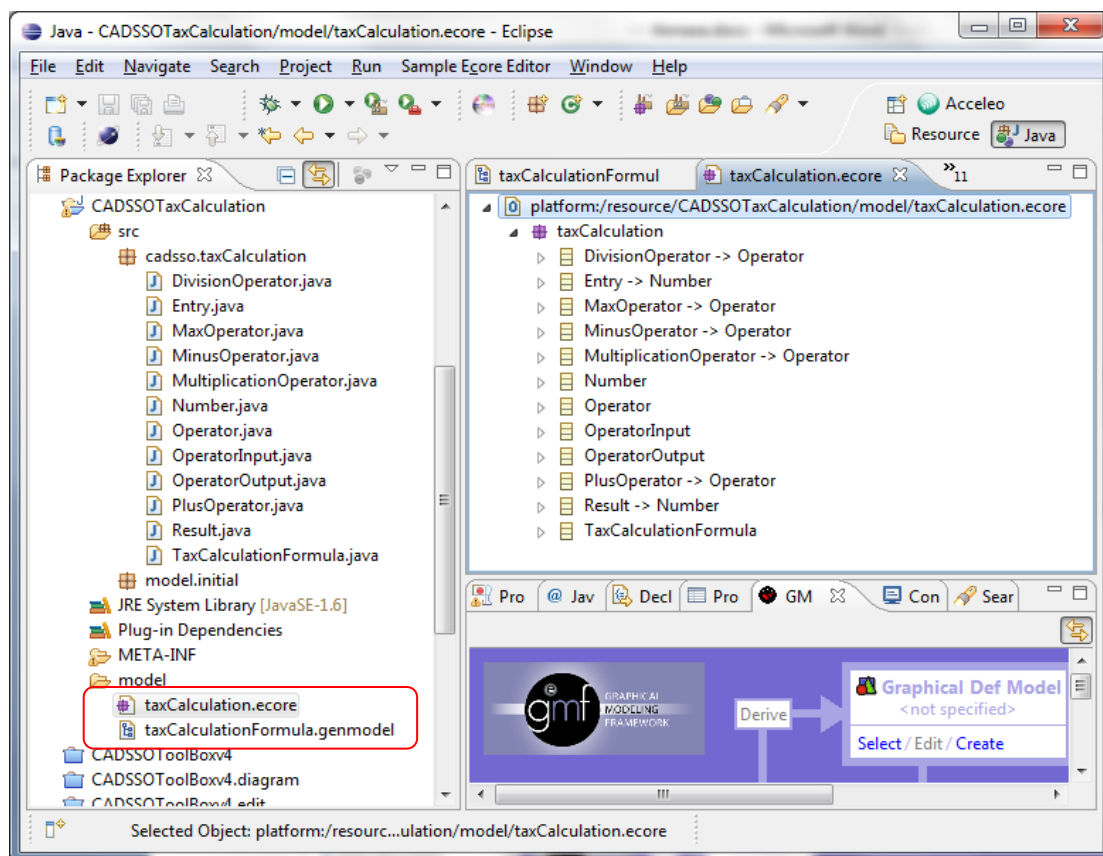 Java - CADSSOTaxCalculation/model/taxCalculation.ecore - Eclipse
File Edit Navigate Search Project Run Sample Ecore Editor Window Help
Acceleo
Resource Java
Package Explorer
CADSSOTaxCalculation
src
cadsso.taxCalculation
DivisionOperator.java
Entry.java
MaxOperator.java
MinusOperator.java
MultiplicationOperator.java
Number.java
Operator.java
OperatorInput.java
OperatorOutput.java
PlusOperator.java
Result.java
TaxCalculationFormula.java
model.initial
JRE System Library [JavaSE-1.6]
Plug-in Dependencies
META-INF
model
taxCalculation.ecore
taxCalculationFormula.genmodel
CADSSOToolBoxv4
CADSSOToolBoxv4.diagram
CADSSOToolBoxv4.edit
taxCalculationFormul taxCalculation.ecore »11
platform:/resource/CADSSOTaxCalculation/model/taxCalculation.ecore
taxCalculation
DivisionOperator -> Operator
Entry -> Number
MaxOperator -> Operator
MinusOperator -> Operator
MultiplicationOperator -> Operator
Number
Operator
OperatorInput
OperatorOutput
PlusOperator -> Operator
Result -> Number
TaxCalculationFormula
Pro @ Jav Decl Pro GM Con Sear
e gmf GRAPHICAL
MODELING
FRAMEWORK
Derive
Graphical Def Model
<not specified>
Select / Edit / Create
Selected Object: platform:/resourc...ulation/model/taxCalculation.ecore